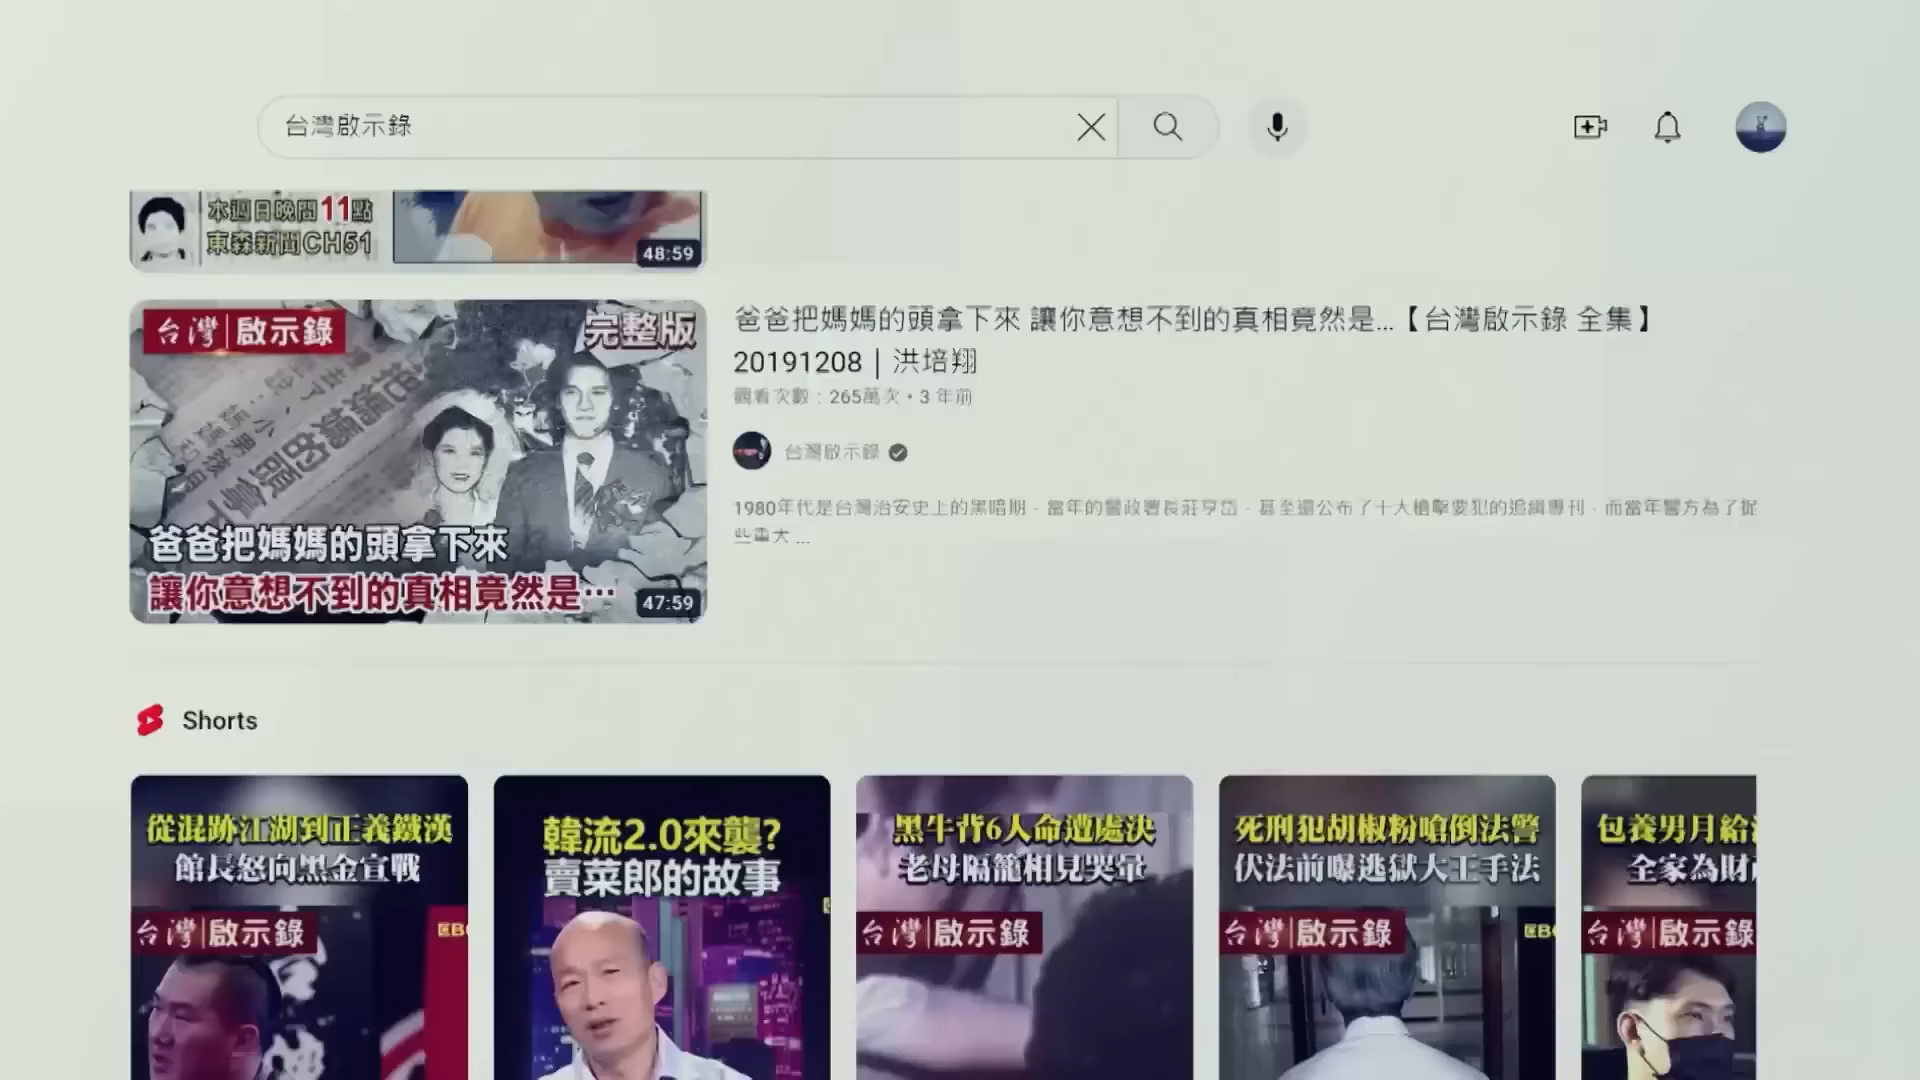 台灣啟示錄
本週日晚間11點
東森新聞CH51
48:59
台灣|啟示錄
完整版
爸爸把媽媽的頭拿下來
讓你意想不到的真相竟然是…
47:59
爸爸把媽媽的頭拿下來 讓你意想不到的真相竟然是...【台灣啟示錄 全集】
20191208｜洪培翔
觀看次數：265萬次・3 年前
台灣啟示錄
1980年代是台灣治安史上的黑暗期，當年的警政署長莊亨岱，甚至還公布了十大槍擊要犯的追緝專刊，而當年警方為了捉
些重大 ...
Shorts
從混跡江湖到正義鐵漢
館長怒向黑金宣戰
台灣|啟示錄
EBC
韓流2.0來襲?
賣菜郎的故事
黑牛背6人命遭處決
老母隔籠相見哭暈
台灣|啟示錄
死刑犯胡椒粉嗆倒法警
伏法前曝逃獄大王手法
台灣|啟示錄
EBC
包養男月給
全家為財
台灣|啟示錄